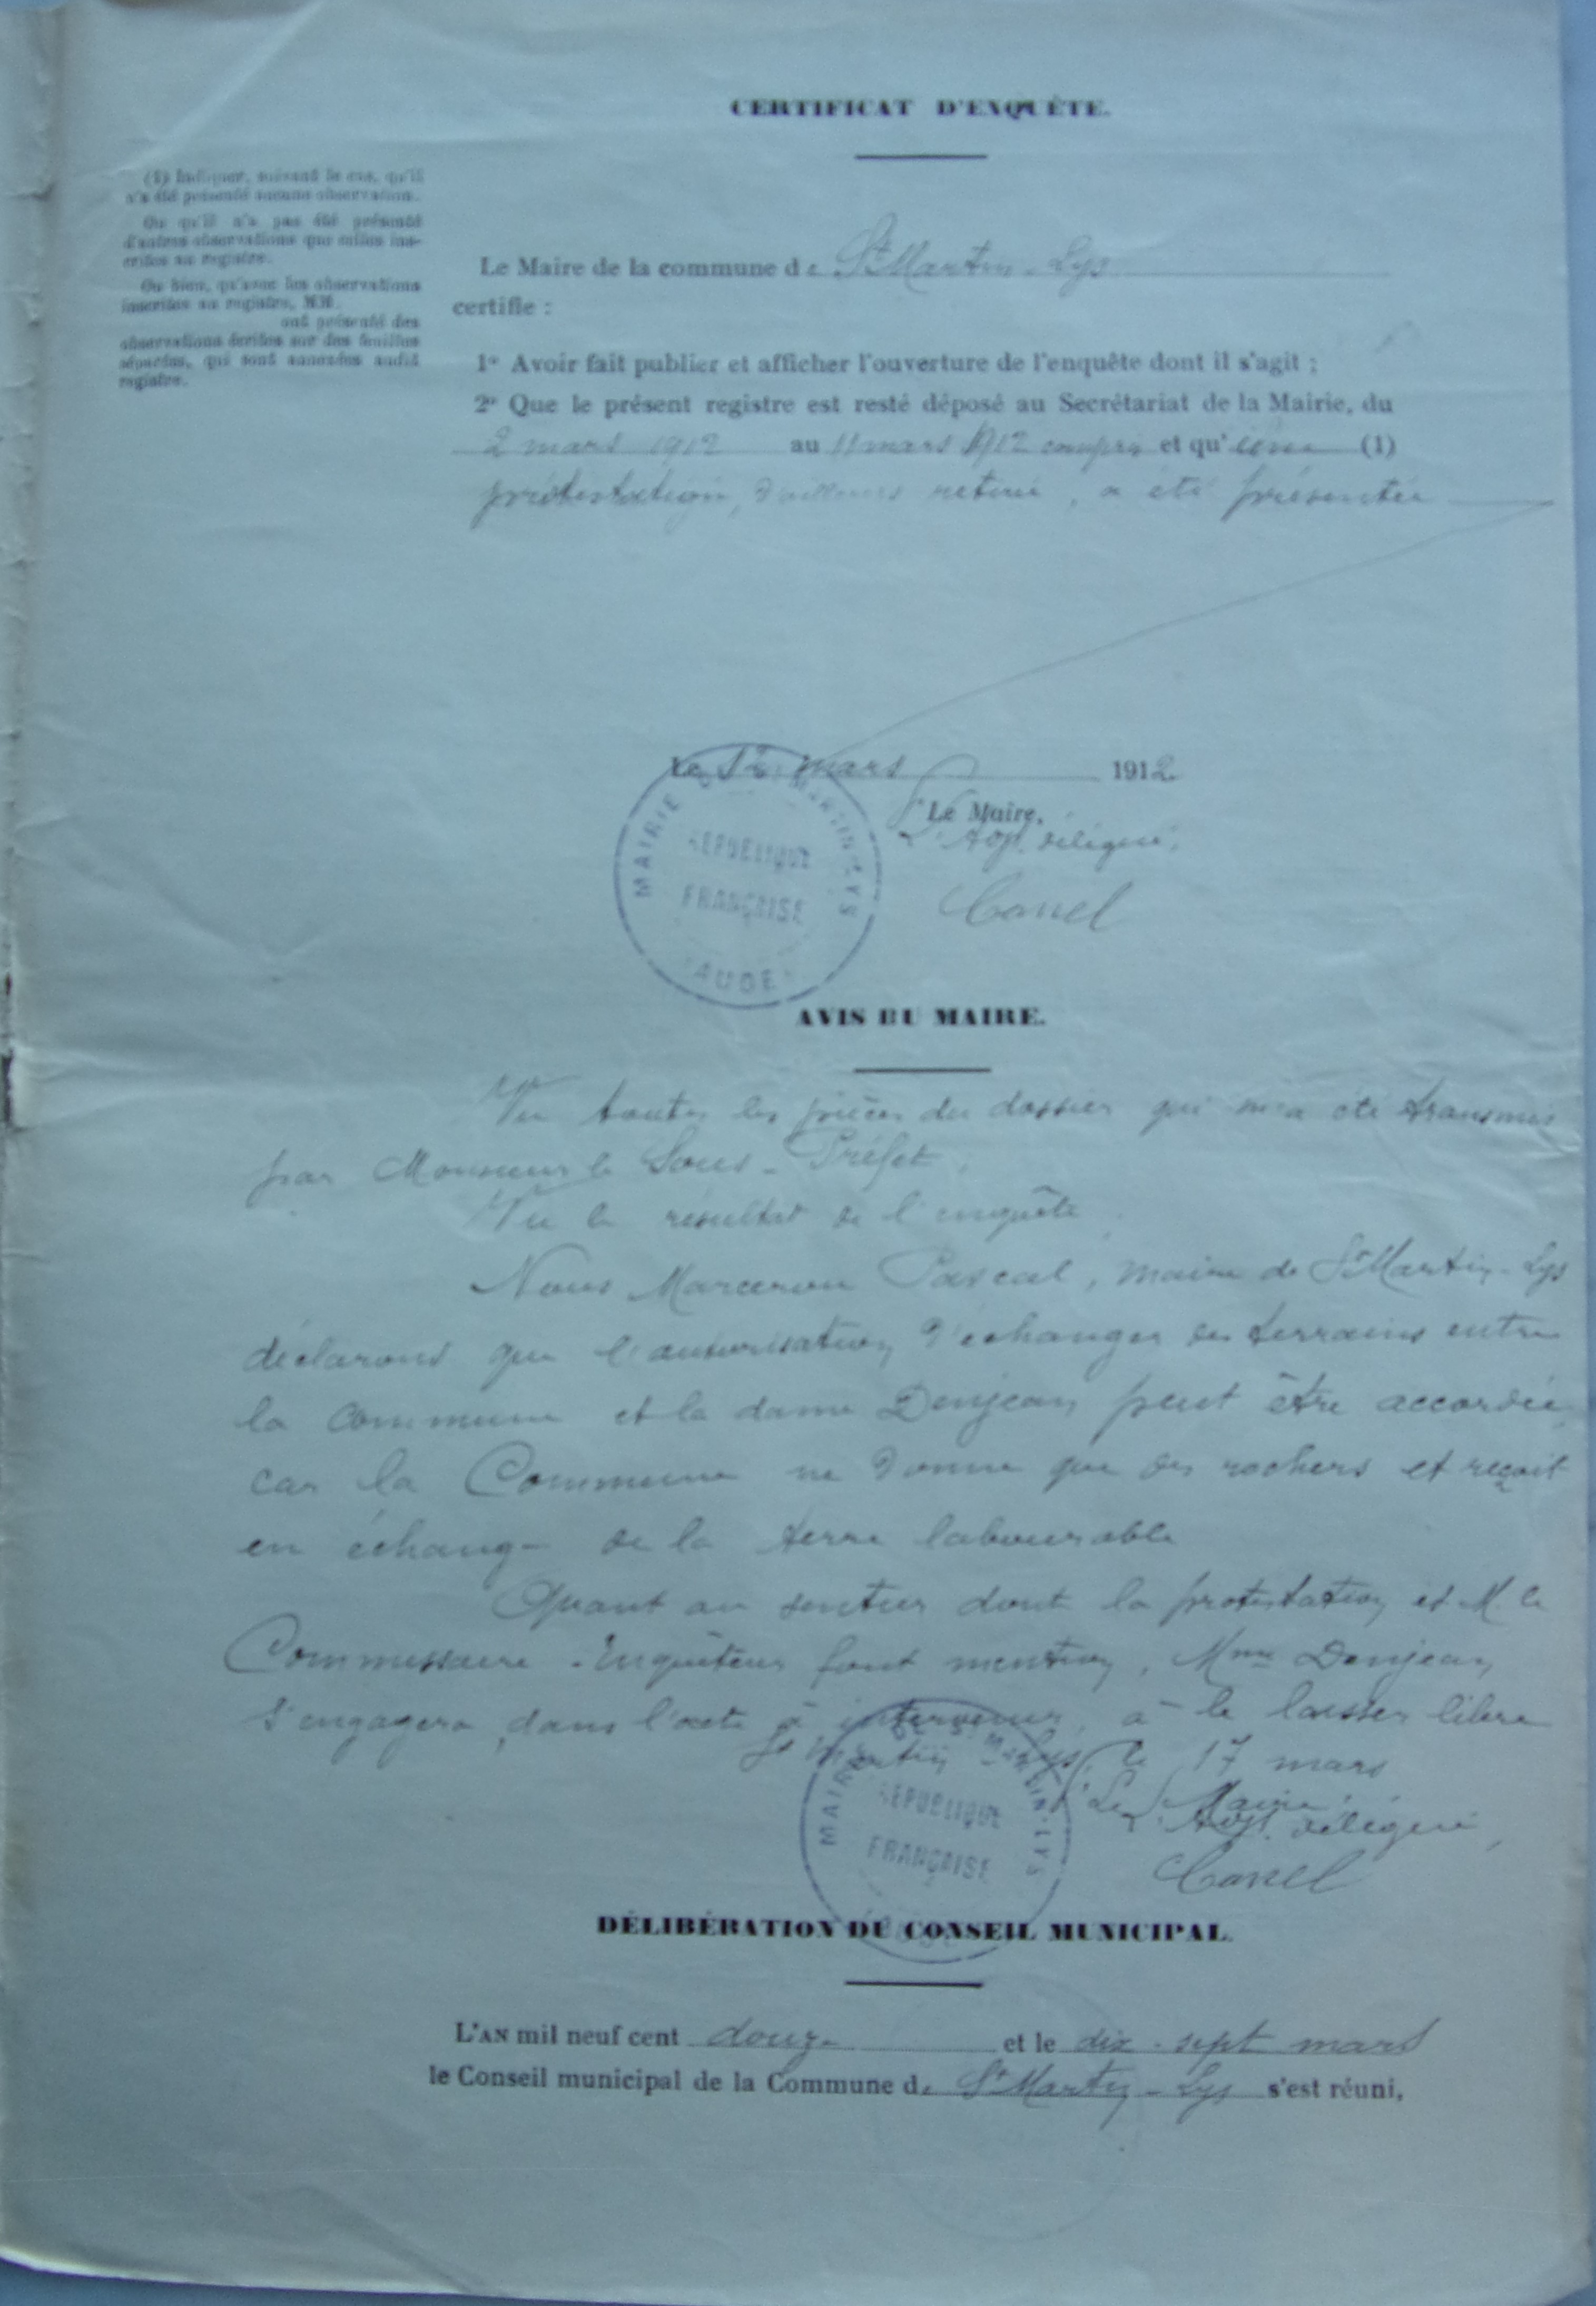 CERTIFICAT D'ENQUÊTE.
(1) Indiquer, suivant le cas, qu'il
n'a été présenté aucune observation.
Ou qu'il n'a pas été présenté
d'autres observations que celles ins-
crites au registre.
Ou bien, qu'avec les observations
inscrites au registre, MM.
ont présenté des
observations écrites sur des feuilles
séparées, qui sont annexées audit
registre.
Le Maire de la commune de St Martin-Lys
certifie :
1° Avoir fait publier et afficher l'ouverture de l'enquête dont il s'agit ;
2° Que le présent registre est resté déposé au Secrétariat de la Mairie, du
2 mars 1912 au 11 mars 1912 compris et qu'une (1)
protestation, d'ailleurs retirée, a été présentée
Le 12 mars 1912
Le Maire,
L'Adjt délégué,
Canel
MAIRIE DE ST MARTIN-LYS
REPUBLIQUE
FRANÇAISE
AUDE
AVIS DU MAIRE.
Vu toutes les pièces du dossier qui m'a été transmis
par Monsieur le Sous-Préfet,
Vu le résultat de l'enquête
Nous Pascal, maire de St Martin-Lys
déclarons que l'autorisation d'échanger des terrains entre
la Commune et la dame Denjean peut être accordée
car la Commune ne donne que des rochers et reçoit
en échange de la terre labourable
Quant au sentier dont la protestation et M le
Commissaire-Enquêteur font mention, Mme Denjean
s'engagera, dans l'acte à intervenir, à le laisser libre
St Martin-Lys, le 17 mars
Le Maire,
L'Adjt délégué,
Canel
MAIRIE DE ST MARTIN-LYS
REPUBLIQUE
FRANÇAISE
DÉLIBÉRATION DU CONSEIL MUNICIPAL.
L'AN mil neuf cent douze et le dix-sept mars
le Conseil municipal de la Commune de St Martin-Lys s'est réuni,